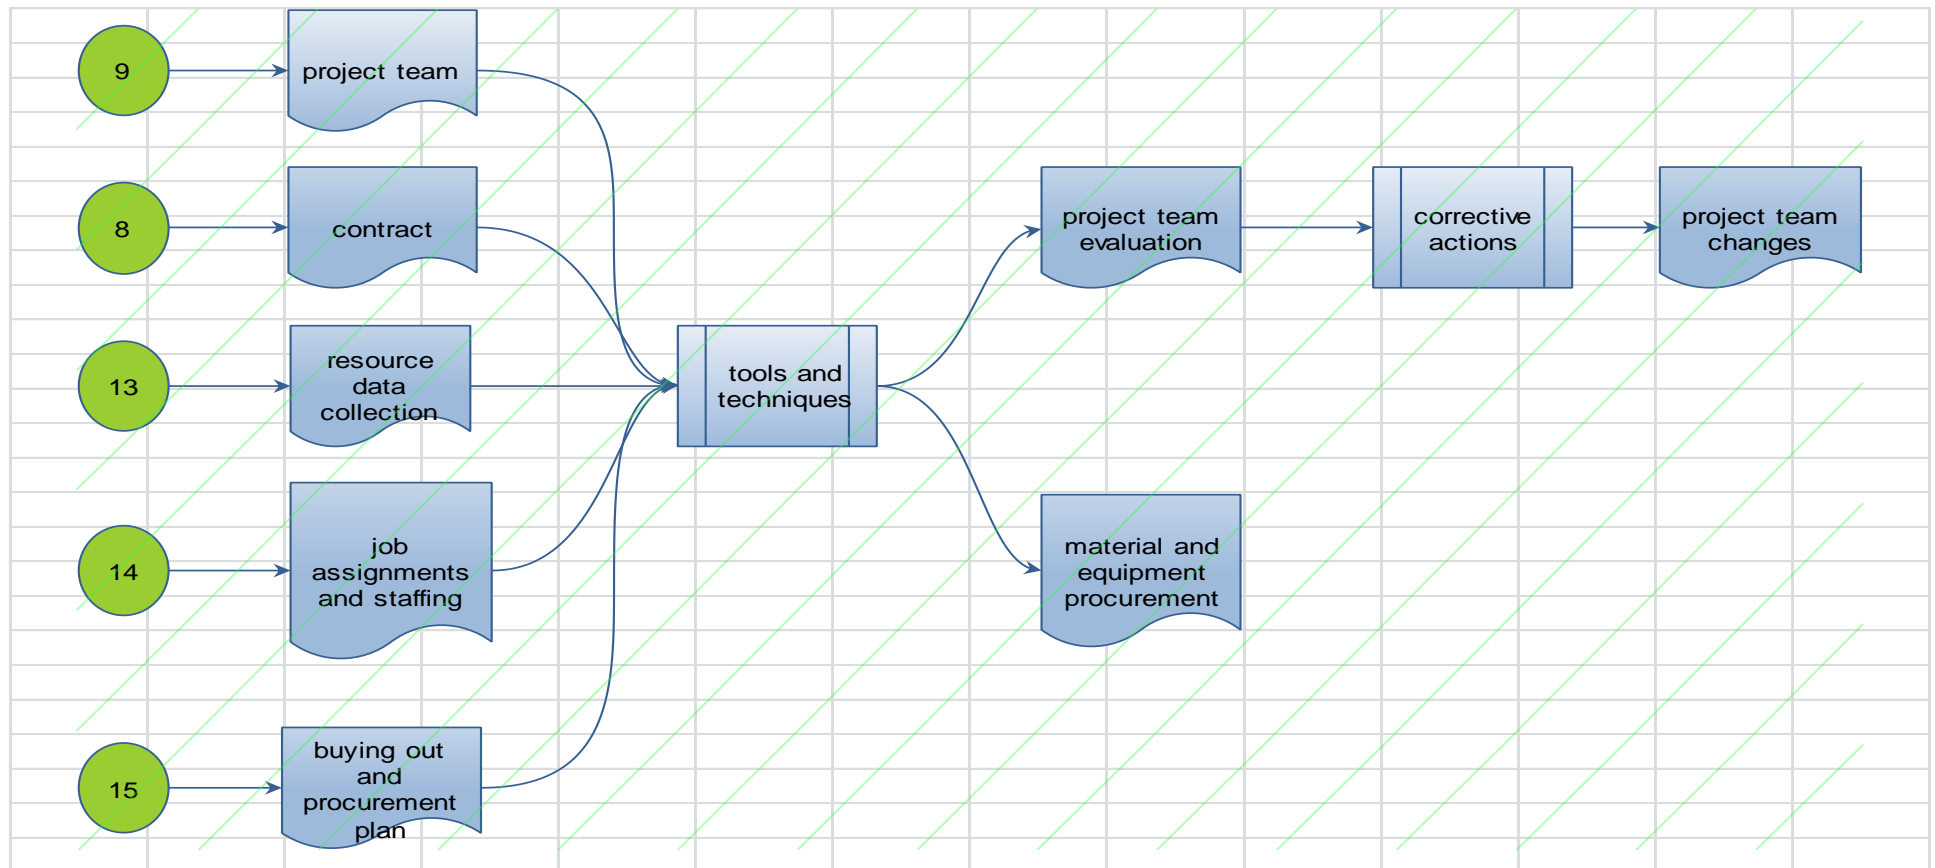 9
project team
8
contract
project team
evaluation
corrective
actions
project team
changes
13
resource
data
collection
tools and
techniques
14
job
assignments
and staffing
material and
equipment
procurement
15
buying out
and
procurement
plan